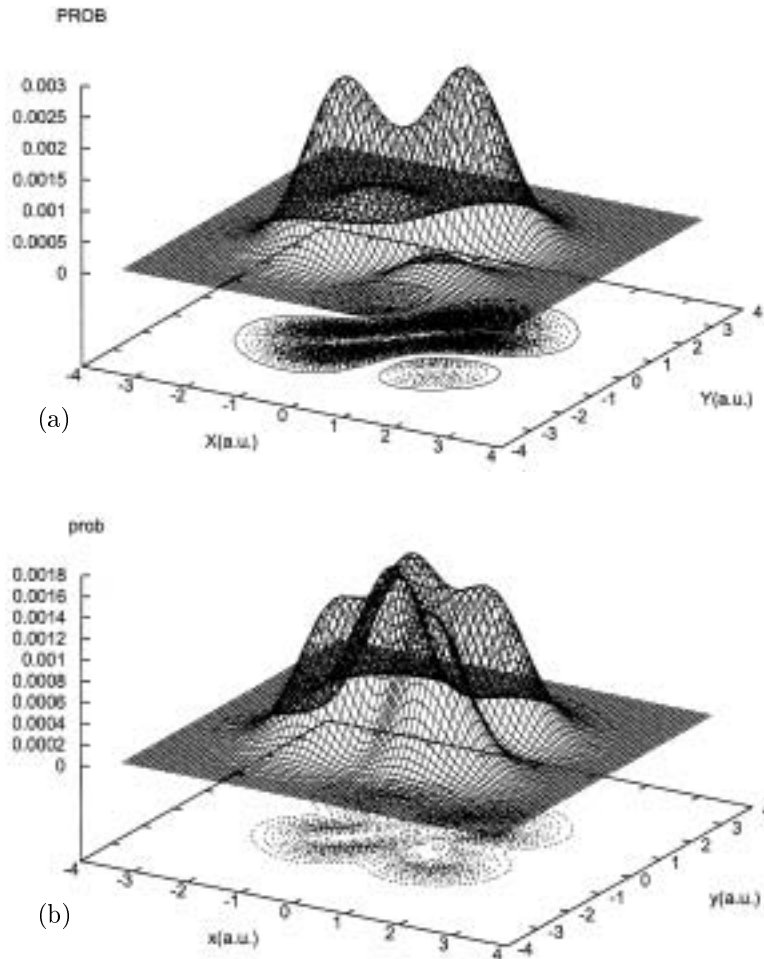 PROB
0.003
0.0025
0.002
0.0015
0.001
0.0005
0
-4 -3 -2 -1 0 1 2 3 4
X(a.u.)
-4 -3 -2 -1 0 1 2 3 4
Y(a.u.)
(a)
prob
0.0018
0.0016
0.0014
0.0012
0.001
0.0008
0.0006
0.0004
0.0002
0
-4 -3 -2 -1 0 1 2 3 4
x(a.u.)
-4 -3 -2 -1 0 1 2 3
y(a.u.)
(b)